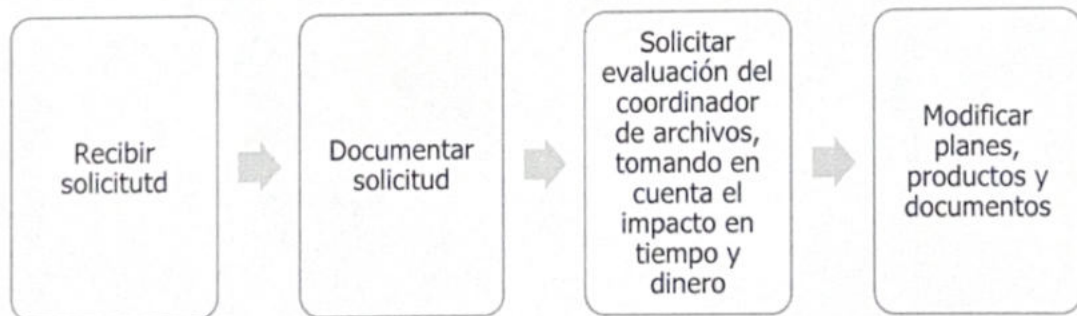 Recibir
solicitutd
Documentar
solicitud
Solicitar
evaluación del
coordinador
de archivos,
tomando en
cuenta el
impacto en
tiempo y
dinero
Modificar
planes,
productos y
documentos